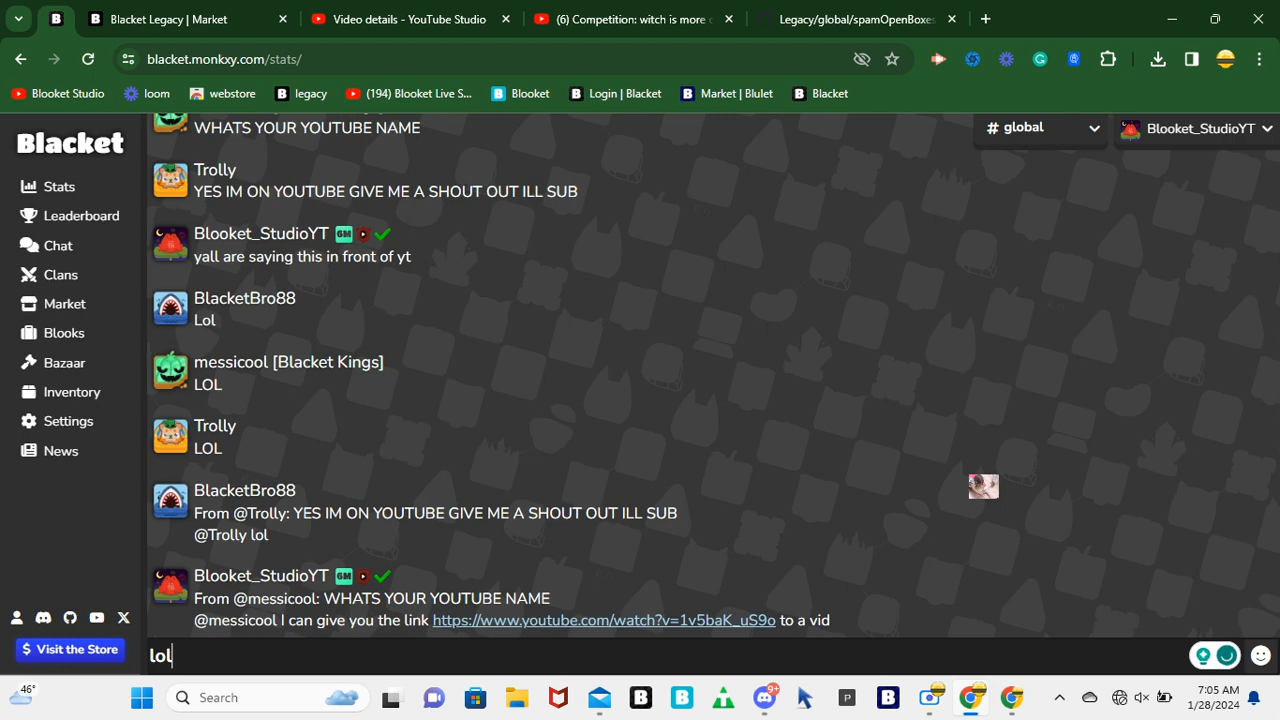 Blacket Legacy | Market
Video details - YouTube Studio
(6) Competition: witch is more c
Legacy/global/spamOpenBoxes
blacket.monkxy.com/stats/
Blooket Studio
loom
webstore
legacy
(194) Blooket Live S...
Blooket
Login | Blacket
Market | Blulet
Blacket
Blacket
Stats
Leaderboard
Chat
Clans
Market
Blooks
Bazaar
Inventory
Settings
News
$ Visit the Store
# global
Blooket_StudioYT
WHATS YOUR YOUTUBE NAME
Trolly
YES IM ON YOUTUBE GIVE ME A SHOUT OUT ILL SUB
Blooket_StudioYT GM
yall are saying this in front of yt
BlacketBro88
Lol
messicool [Blacket Kings]
LOL
Trolly
LOL
BlacketBro88
From @Trolly: YES IM ON YOUTUBE GIVE ME A SHOUT OUT ILL SUB
@Trolly lol
Blooket_StudioYT GM
From @messicool: WHATS YOUR YOUTUBE NAME
@messicool I can give you the link https://www.youtube.com/watch?v=1v5baK_uS9o to a vid
lol
46°
Search
9+
7:05 AM
1/28/2024